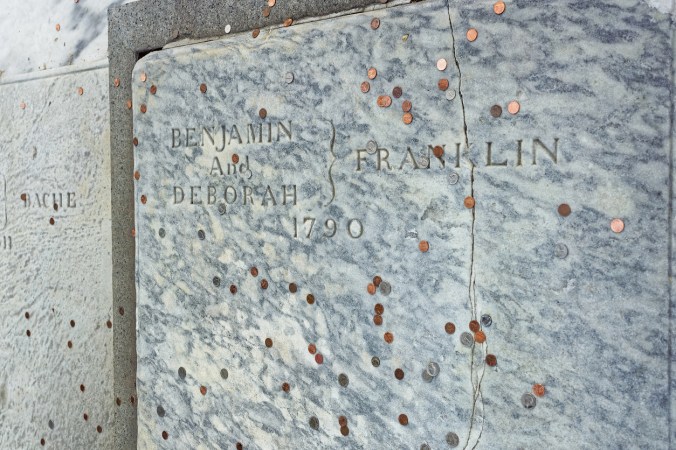 BENJAMIN
And
DEBORAH
FRANKLIN
1790
BACHE